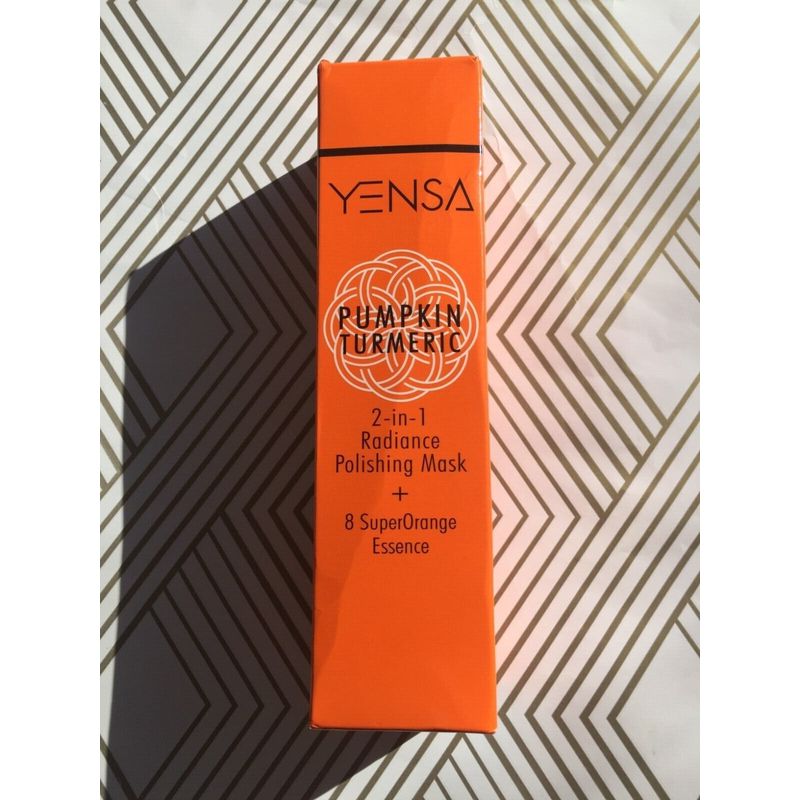 YENSA
PUMPKIN
TURMERIC
2-in-1
Radiance
Polishing Mask
+
8 SuperOrange
Essence